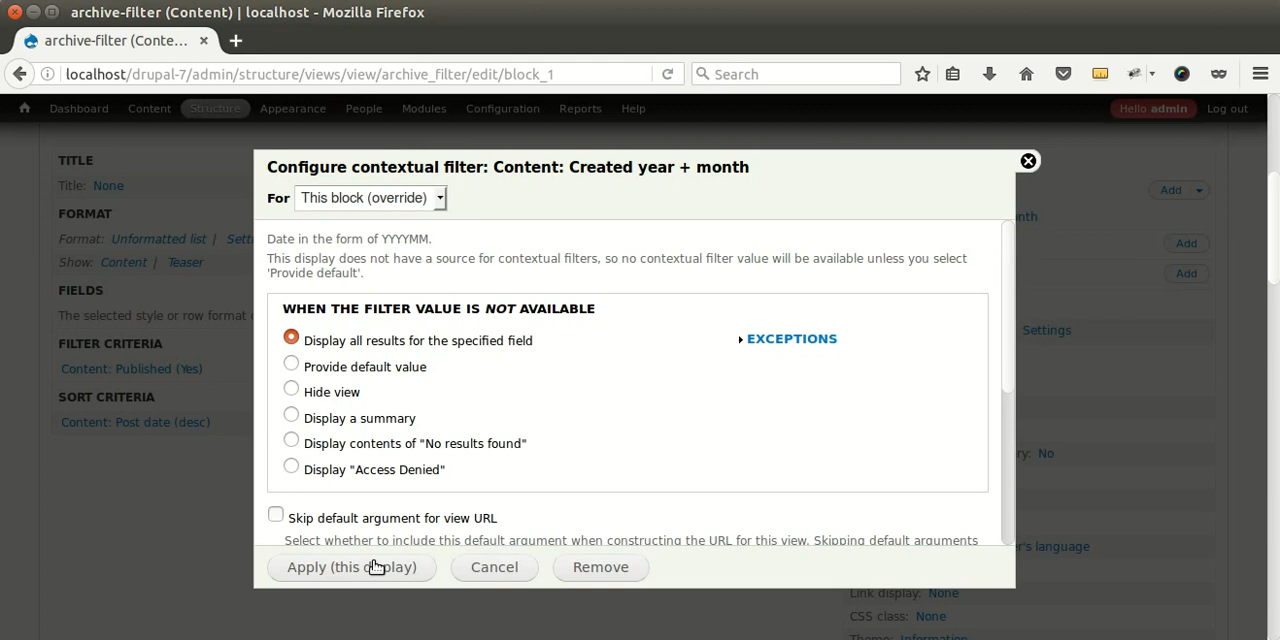 archive-filter (Content) | localhost - Mozilla Firefox
archive-filter (Conte...
localhost/drupal-7/admin/structure/views/view/archive_filter/edit/block_1
Search
Dashboard Content Structure Appearance People Modules Configuration Reports Help Hello admin Log out
TITLE
Title: None
FORMAT
Format: Unformatted list | Sett
Show: Content | Teaser
FIELDS
The selected style or row format
FILTER CRITERIA
Content: Published (Yes)
SORT CRITERIA
Content: Post date (desc)
Configure contextual filter: Content: Created year + month
For This block (override)
Date in the form of YYYYMM.
This display does not have a source for contextual filters, so no contextual filter value will be available unless you select
'Provide default'.
WHEN THE FILTER VALUE IS NOT AVAILABLE
Display all results for the specified field
EXCEPTIONS
Provide default value
Hide view
Display a summary
Display contents of "No results found"
Display "Access Denied"
Skip default argument for view URL
Select whether to include this default argument when constructing the URL for this view. Skipping default arguments
Apply (this display) Cancel Remove
Add
onth
Add
Add
Settings
ry: No
r's language
Link display: None
CSS class: None
Theme: Information